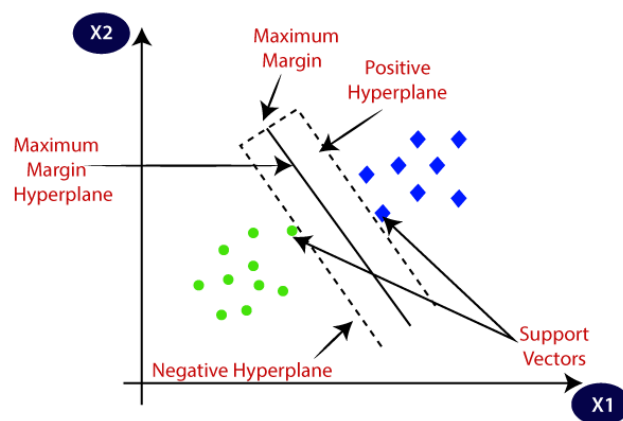 X2
Maximum
Margin
Positive
Hyperplane
Maximum
Margin
Hyperplane
Support
Vectors
Negative Hyperplane
X1